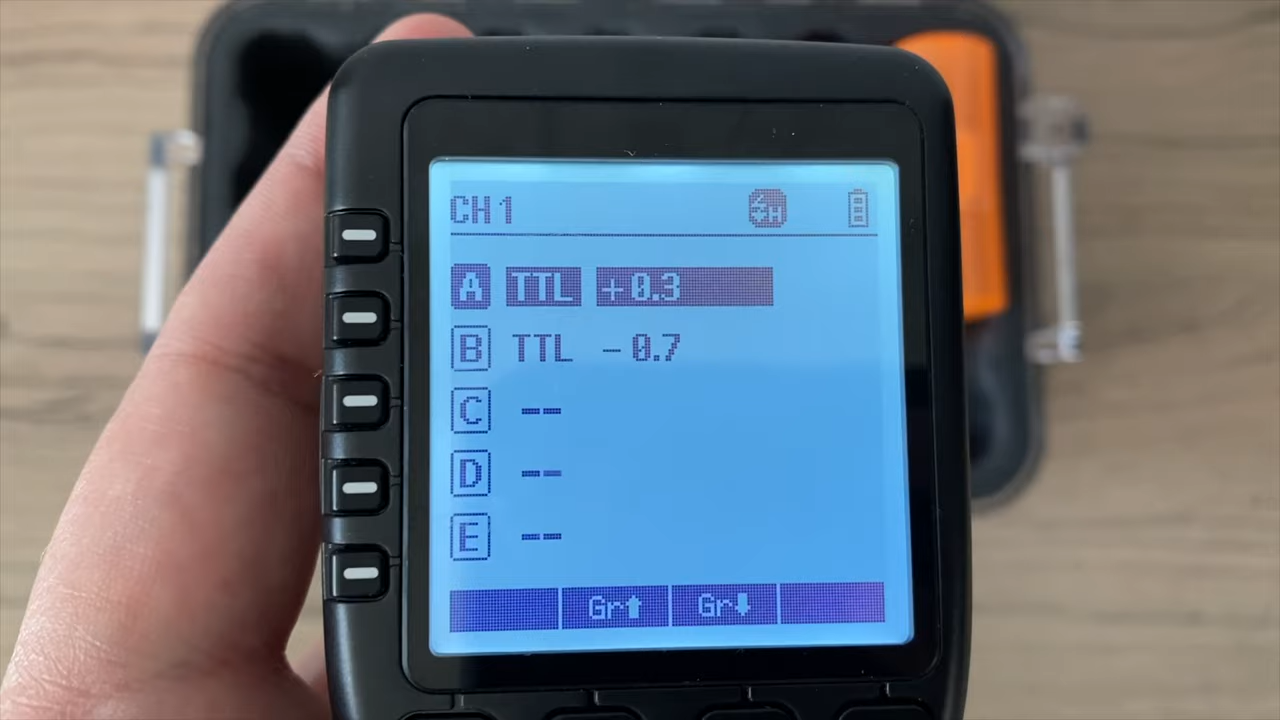 CH1
A TTL +0.3
B TTL -0.7
C --
D --
E --
Gr⬆ Gr⬇